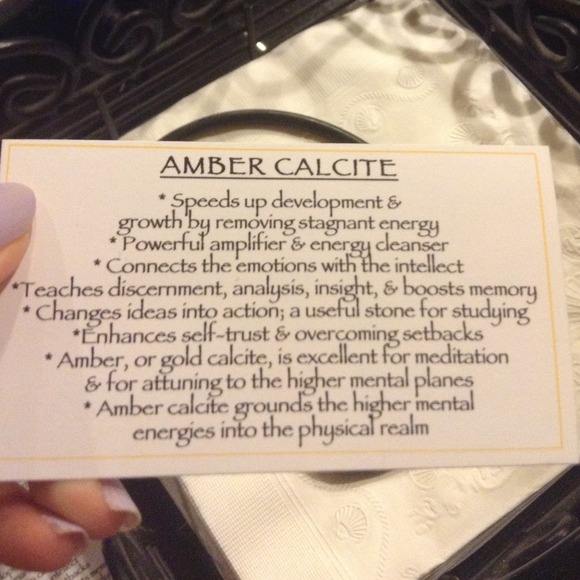 AMBER CALCITE
* Speeds up development &
growth by removing stagnant energy
* Powerful amplifier & energy cleanser
* Connects the emotions with the intellect
*Teaches discernment, analysis, insight, & boosts memory
* Changes ideas into action; a useful stone for studying
*Enhances self-trust & overcoming setbacks
* Amber, or gold calcite, is excellent for meditation
& for attuning to the higher mental planes
* Amber calcite grounds the higher mental
energies into the physical realm